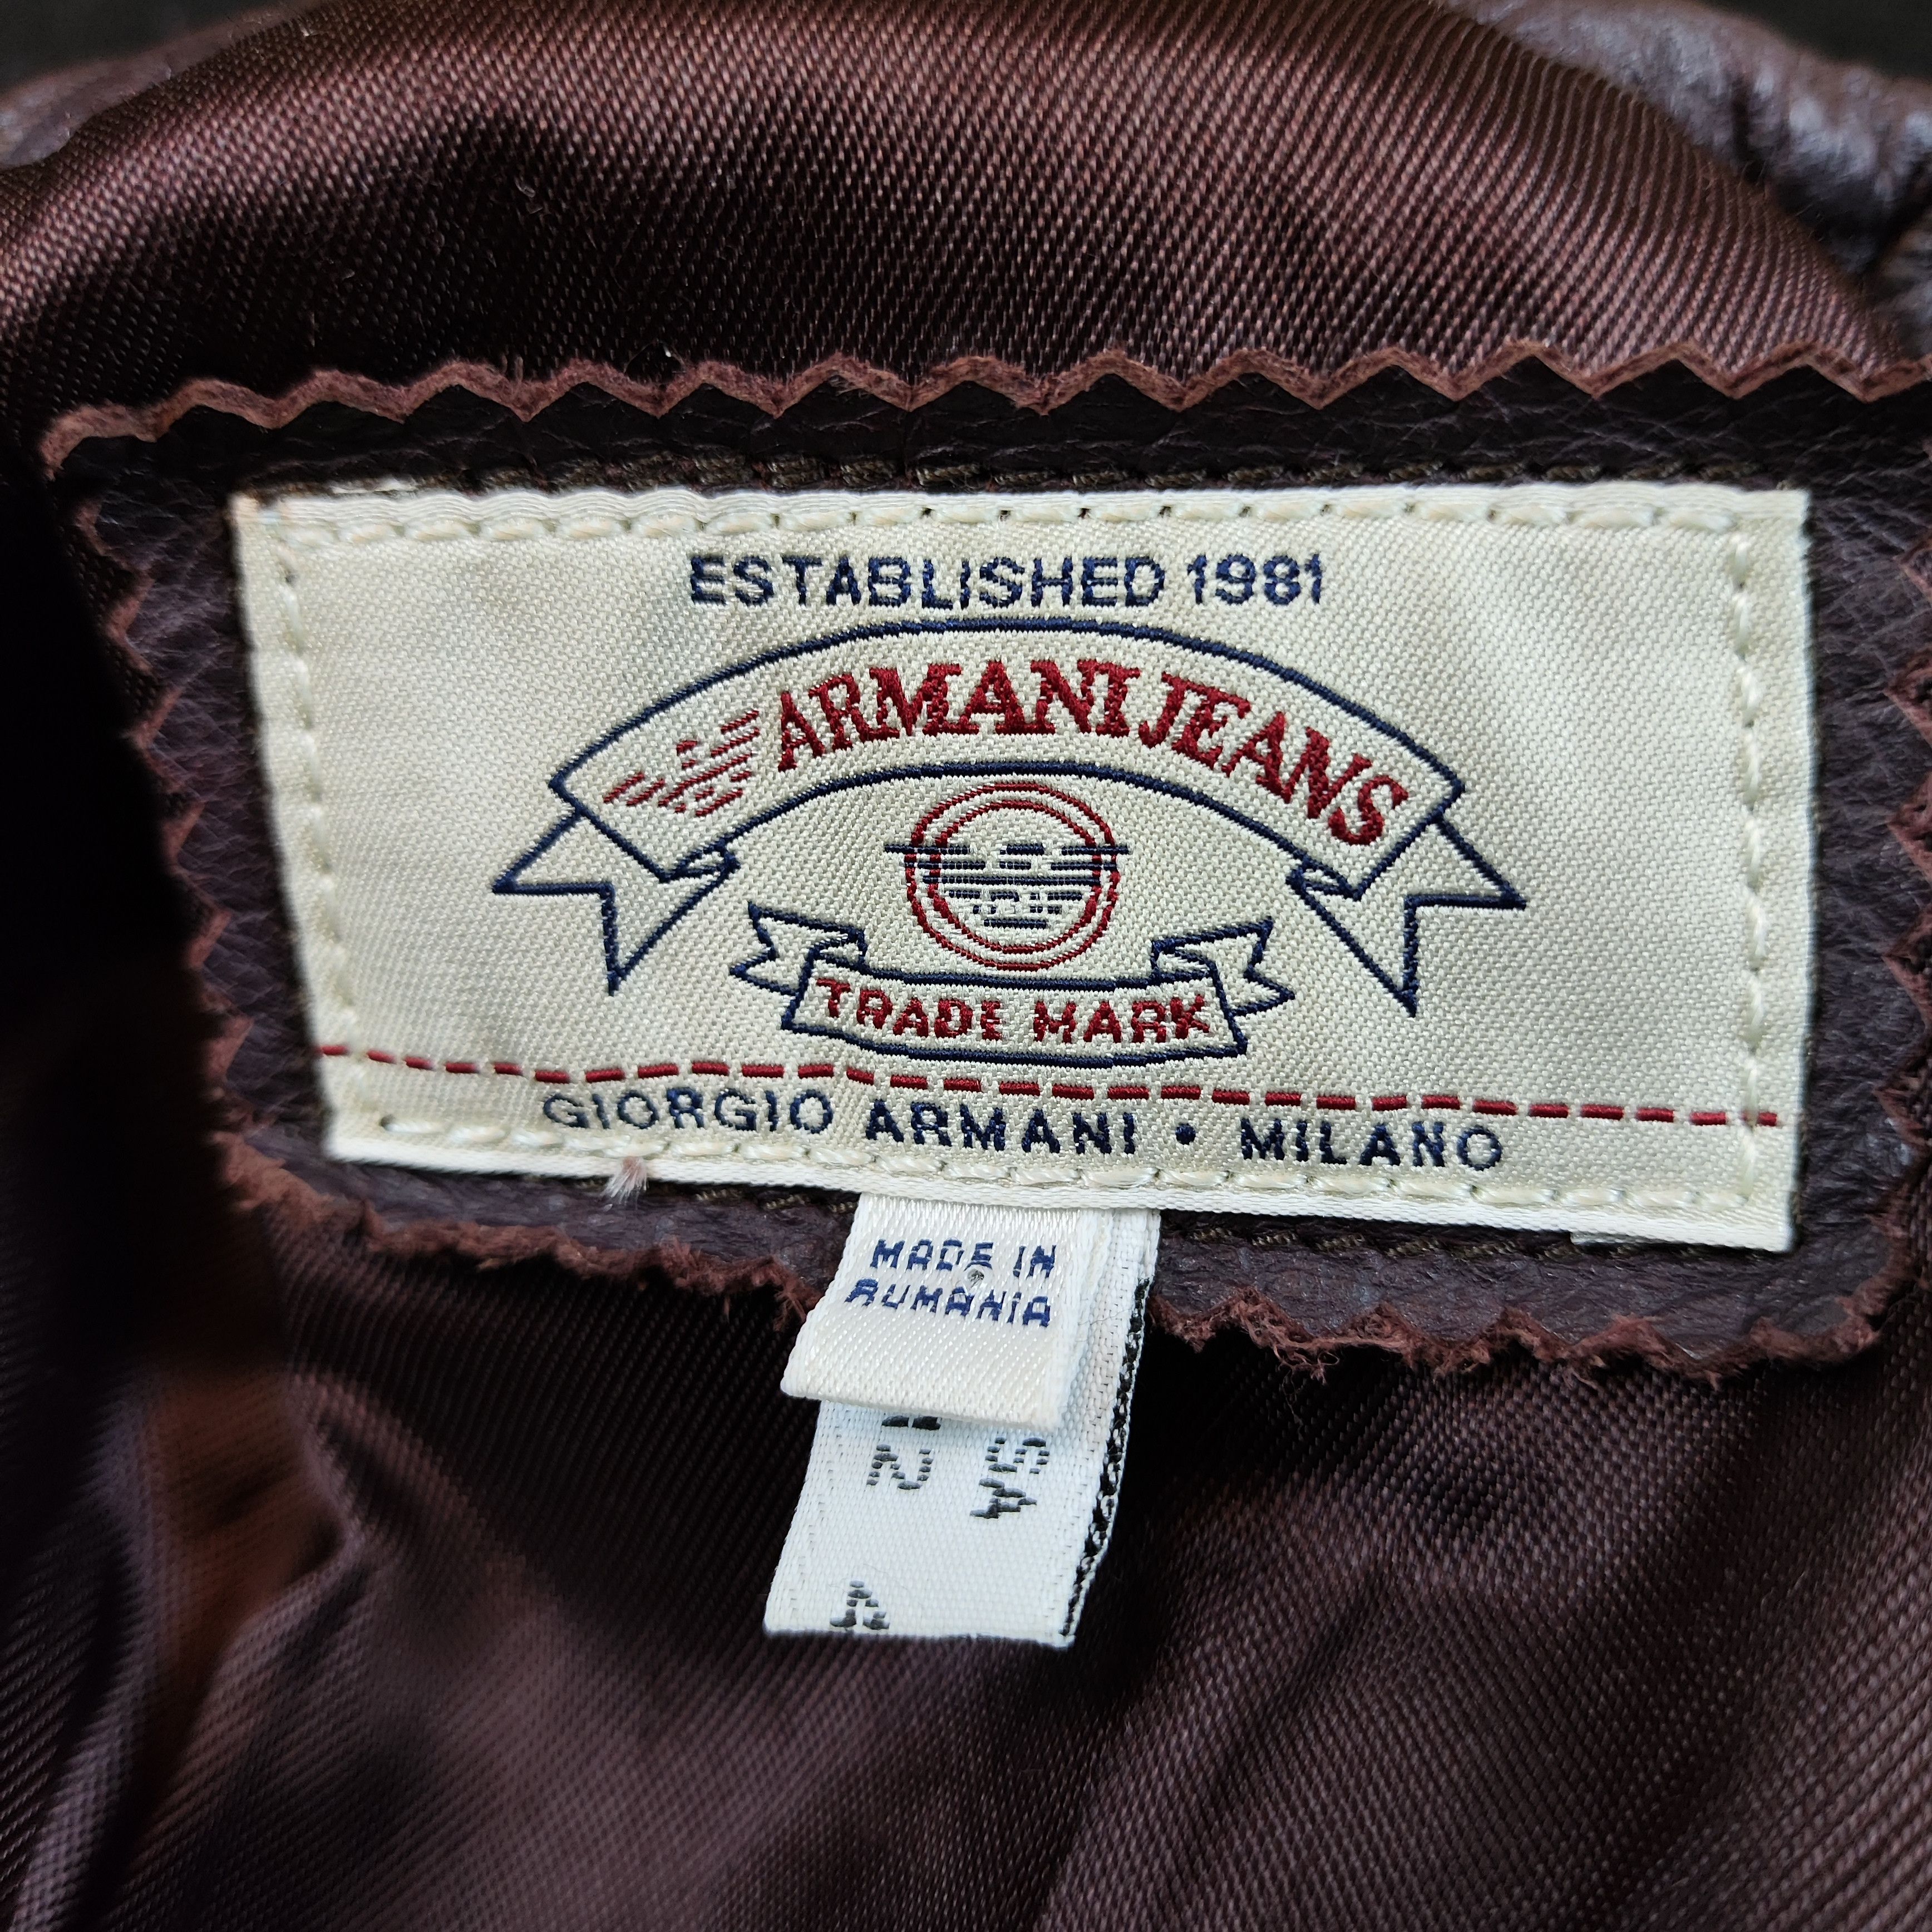 ESTABLISHED 1981
ARMANI JEANS
TRADE MARK
GIORGIO ARMANI • MILANO
MADE IN
RUMANIA